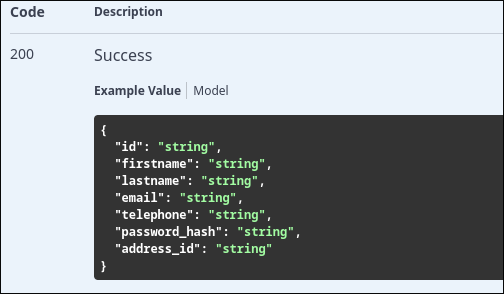 Code Description
200 Success
Example Value Model
{
  "id": "string",
  "firstname": "string",
  "lastname": "string",
  "email": "string",
  "telephone": "string",
  "password_hash": "string",
  "address_id": "string"
}